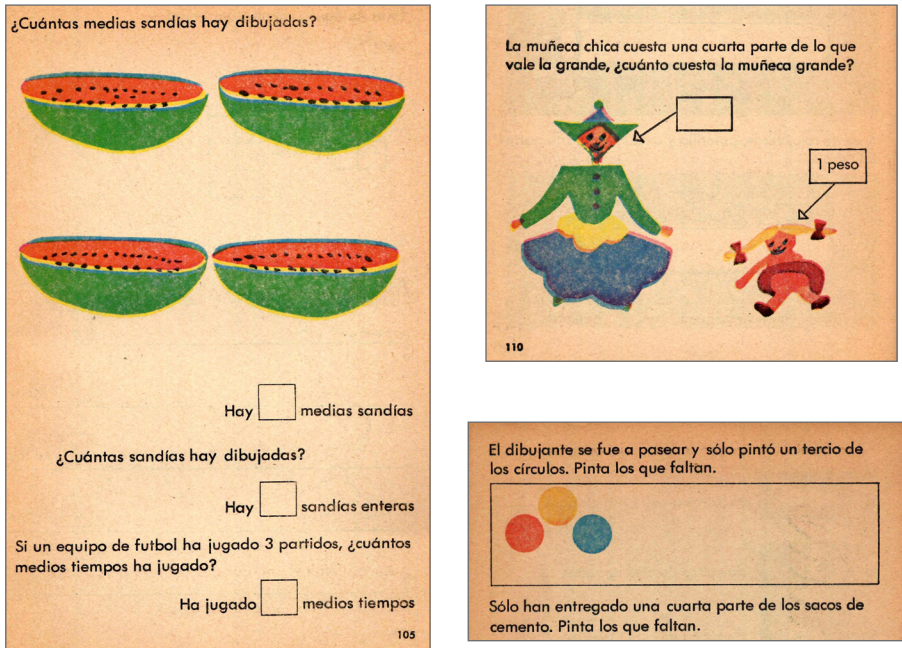 ¿Cuántas medias sandías hay dibujadas?
Hay medias sandías
¿Cuántas sandías hay dibujadas?
Hay sandías enteras
Si un equipo de futbol ha jugado 3 partidos, ¿cuántos
medios tiempos ha jugado?
Ha jugado medios tiempos
105
La muñeca chica cuesta una cuarta parte de lo que
vale la grande, ¿cuánto cuesta la muñeca grande?
1 peso
110
El dibujante se fue a pasear y sólo pintó un tercio de
los círculos. Pinta los que faltan.
Sólo han entregado una cuarta parte de los sacos de
cemento. Pinta los que faltan.